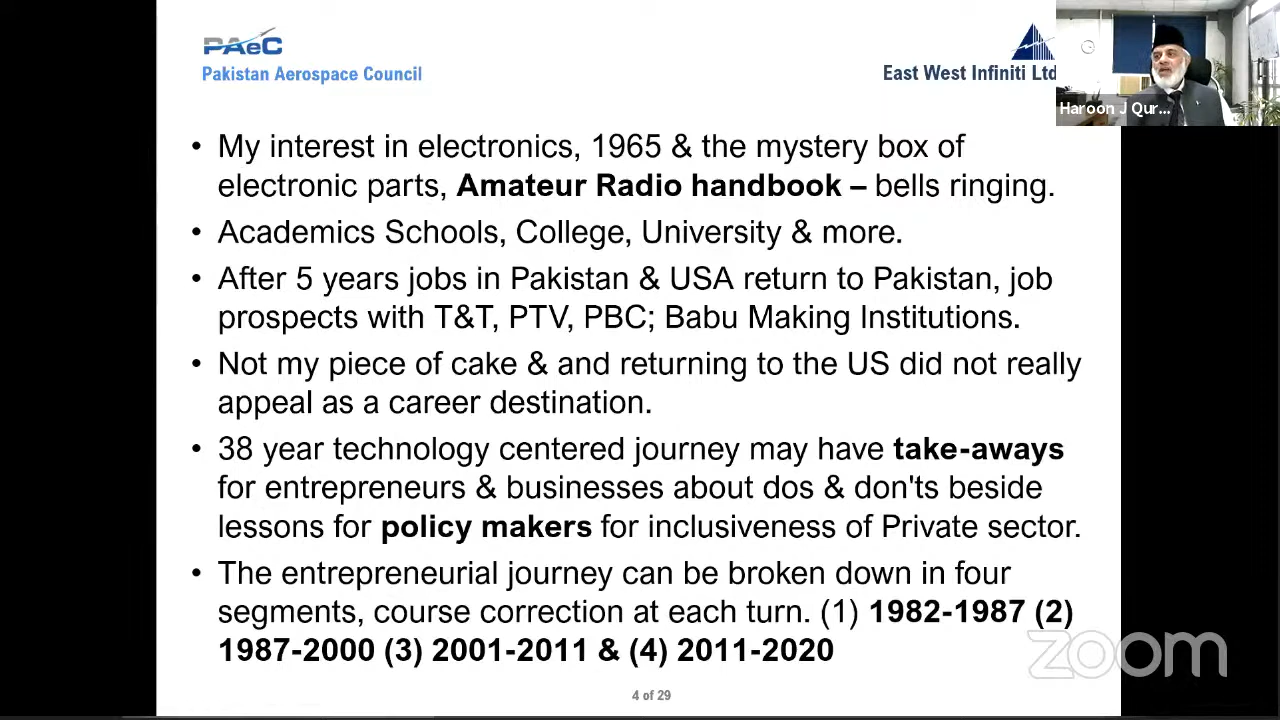 PAeC
Pakistan Aerospace Council
East West Infiniti Ltd
Haroon J Qur...
• My interest in electronics, 1965 & the mystery box of
electronic parts, Amateur Radio handbook – bells ringing.
• Academics Schools, College, University & more.
• After 5 years jobs in Pakistan & USA return to Pakistan, job
prospects with T&T, PTV, PBC; Babu Making Institutions.
• Not my piece of cake & and returning to the US did not really
appeal as a career destination.
• 38 year technology centered journey may have take-aways
for entrepreneurs & businesses about dos & don'ts beside
lessons for policy makers for inclusiveness of Private sector.
• The entrepreneurial journey can be broken down in four
segments, course correction at each turn. (1) 1982-1987 (2)
1987-2000 (3) 2001-2011 & (4) 2011-2020
zoom
4 of 29